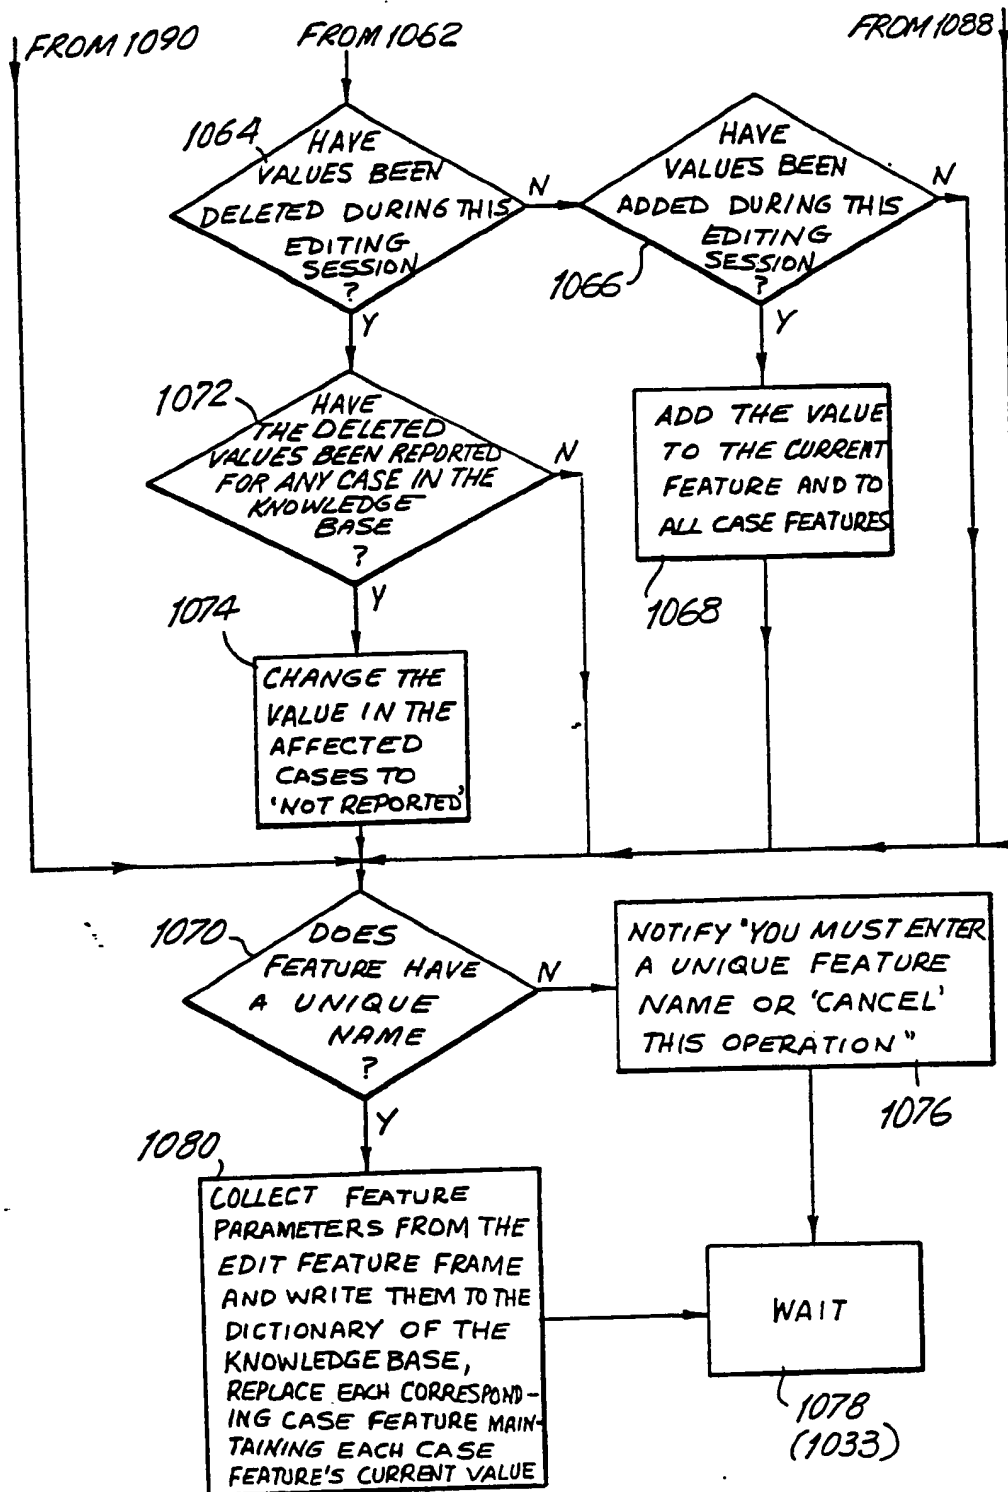 FROM 1090
FROM 1062
FROM 1088
1064
HAVE
VALUES BEEN
DELETED DURING THIS
EDITING
SESSION
?
N
Y
HAVE
VALUES BEEN
ADDED DURING THIS
EDITING
SESSION
?
1066
N
Y
1072
HAVE
THE DELETED
VALUES BEEN REPORTED
FOR ANY CASE IN THE
KNOWLEDGE
BASE
?
N
Y
ADD THE VALUE
TO THE CURRENT
FEATURE AND TO
ALL CASE FEATURES
1068
1074
CHANGE THE
VALUE IN THE
AFFECTED
CASES TO
'NOT REPORTED'
1070
DOES
FEATURE HAVE
A UNIQUE
NAME
?
N
Y
NOTIFY "YOU MUST ENTER
A UNIQUE FEATURE
NAME OR 'CANCEL'
THIS OPERATION"
1076
1080
COLLECT FEATURE
PARAMETERS FROM THE
EDIT FEATURE FRAME
AND WRITE THEM TO THE
DICTIONARY OF THE
KNOWLEDGE BASE,
REPLACE EACH CORRESPOND-
ING CASE FEATURE MAIN-
TAINING EACH CASE
FEATURE'S CURRENT VALUE
WAIT
1078
(1033)